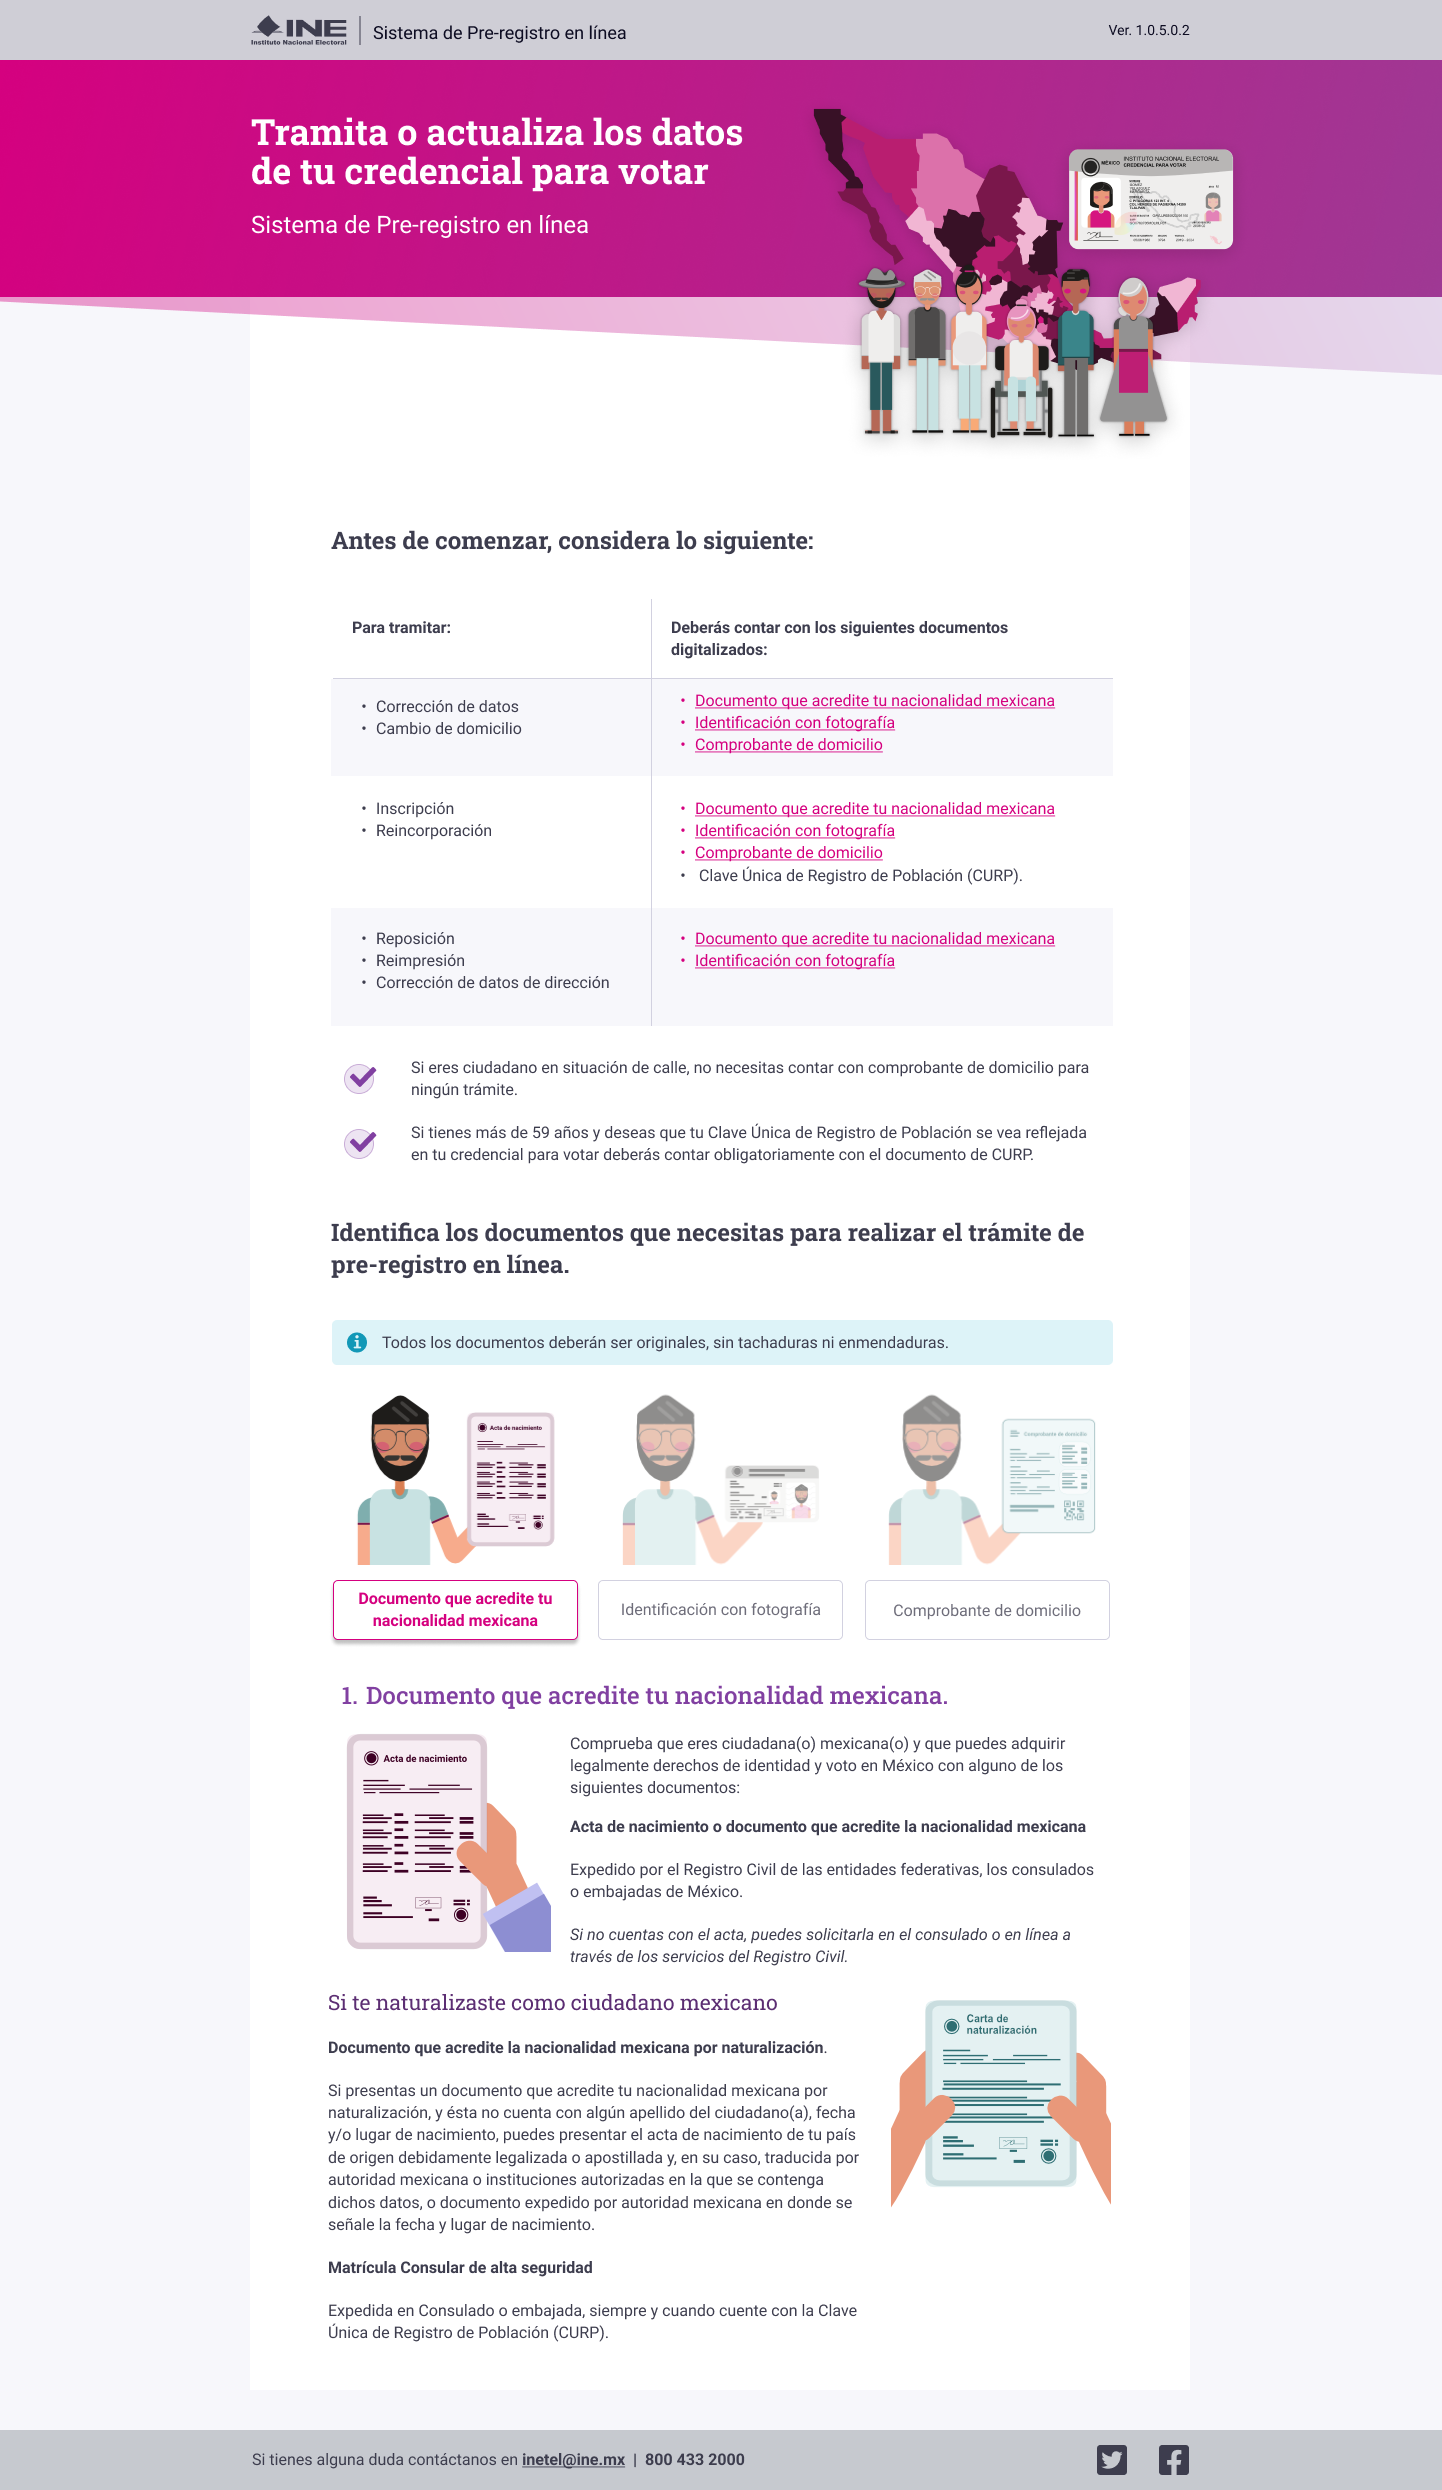 INE
Instituto Nacional Electoral
Sistema de Pre-registro en línea
Ver. 1.0.5.0.2
Tramita o actualiza los datos
de tu credencial para votar
Sistema de Pre-registro en línea
MÉXICO
INSTITUTO NACIONAL ELECTORAL
CREDENCIAL PARA VOTAR
Antes de comenzar, considera lo siguiente:
Para tramitar:
Deberás contar con los siguientes documentos
digitalizados:
• Corrección de datos
• Cambio de domicilio
• Documento que acredite tu nacionalidad mexicana
• Identificación con fotografía
• Comprobante de domicilio
• Inscripción
• Reincorporación
• Documento que acredite tu nacionalidad mexicana
• Identificación con fotografía
• Comprobante de domicilio
• Clave Única de Registro de Población (CURP).
• Reposición
• Reimpresión
• Corrección de datos de dirección
• Documento que acredite tu nacionalidad mexicana
• Identificación con fotografía
Si eres ciudadano en situación de calle, no necesitas contar con comprobante de domicilio para
ningún trámite.
Si tienes más de 59 años y deseas que tu Clave Única de Registro de Población se vea reflejada
en tu credencial para votar deberás contar obligatoriamente con el documento de CURP.
Identifica los documentos que necesitas para realizar el trámite de
pre-registro en línea.
Todos los documentos deberán ser originales, sin tachaduras ni enmendaduras.
Acta de nacimiento
Comprobante de domicilio
Documento que acredite tu
nacionalidad mexicana
Identificación con fotografía
Comprobante de domicilio
1. Documento que acredite tu nacionalidad mexicana.
Acta de nacimiento
Comprueba que eres ciudadana(o) mexicana(o) y que puedes adquirir
legalmente derechos de identidad y voto en México con alguno de los
siguientes documentos:
Acta de nacimiento o documento que acredite la nacionalidad mexicana
Expedido por el Registro Civil de las entidades federativas, los consulados
o embajadas de México.
Si no cuentas con el acta, puedes solicitarla en el consulado o en línea a
través de los servicios del Registro Civil.
Si te naturalizaste como ciudadano mexicano
Documento que acredite la nacionalidad mexicana por naturalización.
Si presentas un documento que acredite tu nacionalidad mexicana por
naturalización, y ésta no cuenta con algún apellido del ciudadano(a), fecha
y/o lugar de nacimiento, puedes presentar el acta de nacimiento de tu país
de origen debidamente legalizada o apostillada y, en su caso, traducida por
autoridad mexicana o instituciones autorizadas en la que se contenga
dichos datos, o documento expedido por autoridad mexicana en donde se
señale la fecha y lugar de nacimiento.
Carta de
naturalización
Matrícula Consular de alta seguridad
Expedida en Consulado o embajada, siempre y cuando cuente con la Clave
Única de Registro de Población (CURP).
Si tienes alguna duda contáctanos en inetel@ine.mx | 800 433 2000